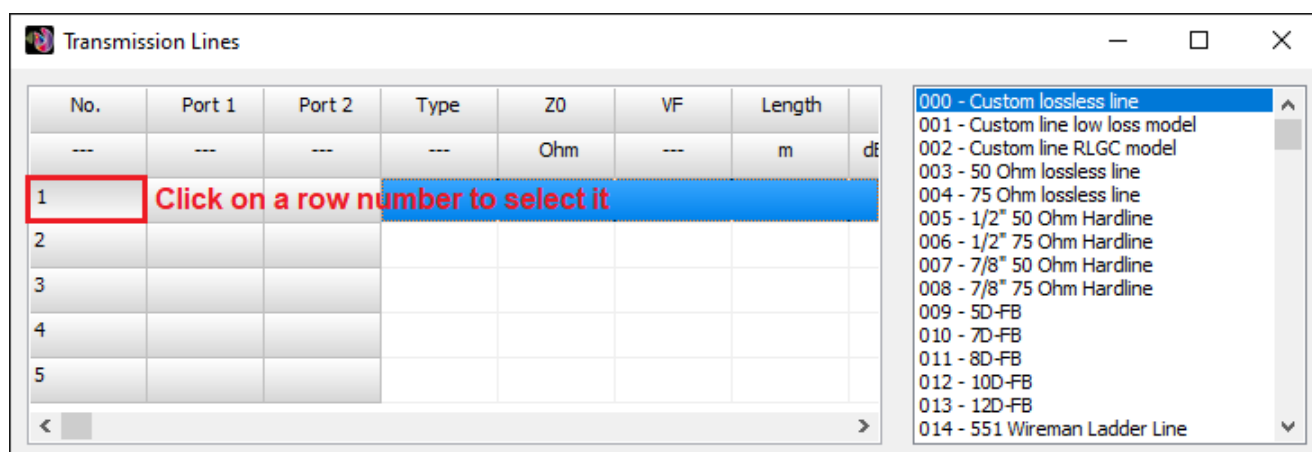 Transmission Lines
No. Port 1 Port 2 Type Z0 VF Length
--- --- --- --- Ohm --- m dB
1 Click on a row number to select it
2
3
4
5
000 - Custom lossless line
001 - Custom line low loss model
002 - Custom line RLGC model
003 - 50 Ohm lossless line
004 - 75 Ohm lossless line
005 - 1/2" 50 Ohm Hardline
006 - 1/2" 75 Ohm Hardline
007 - 7/8" 50 Ohm Hardline
008 - 7/8" 75 Ohm Hardline
009 - 5D-FB
010 - 7D-FB
011 - 8D-FB
012 - 10D-FB
013 - 12D-FB
014 - 551 Wireman Ladder Line